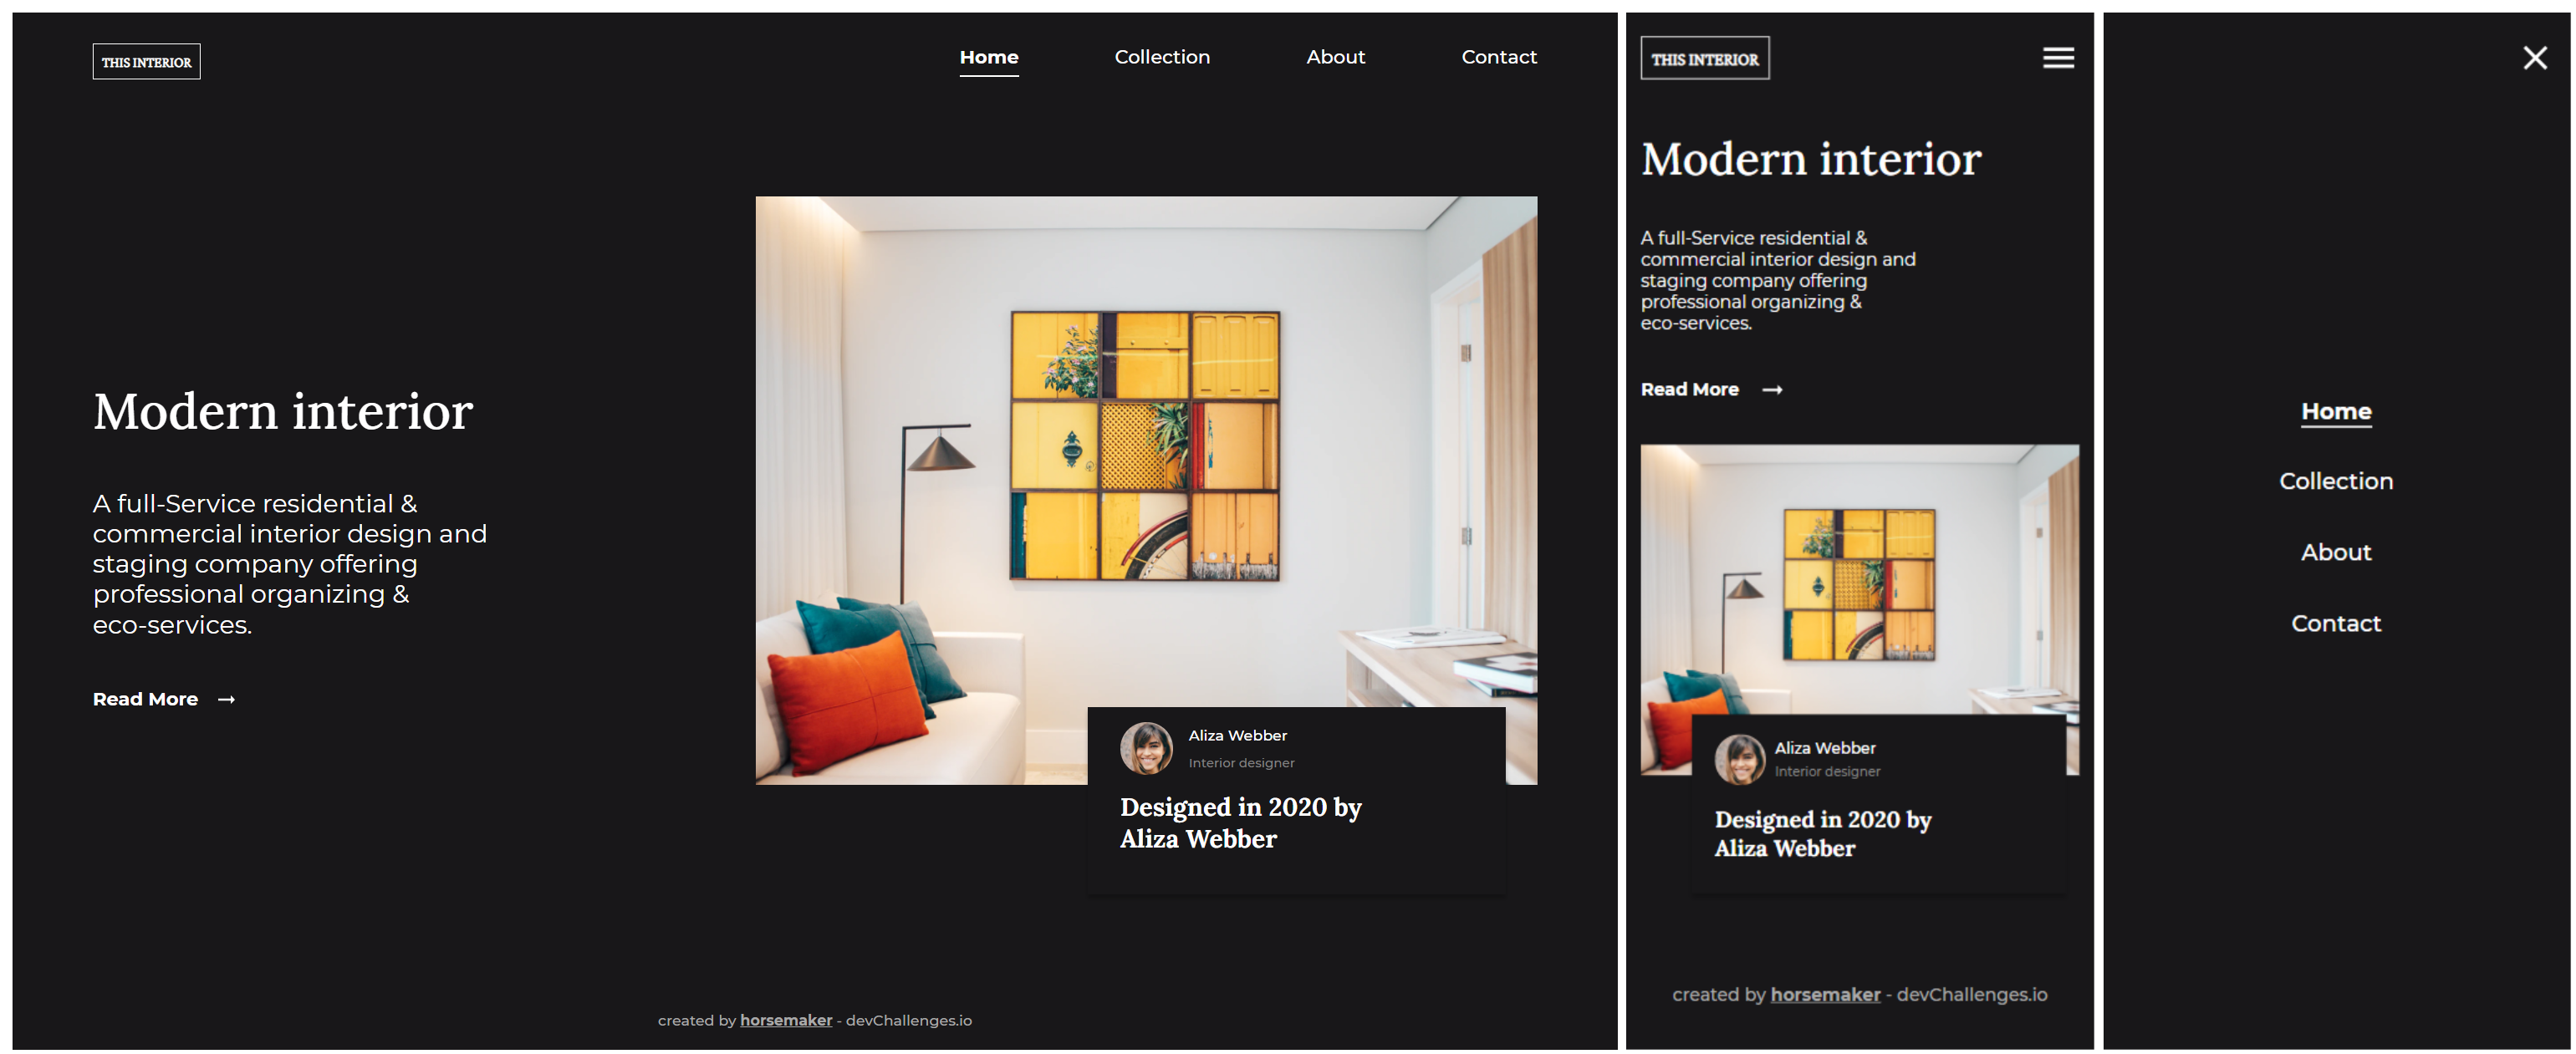 THIS INTERIOR
Home
Collection
About
Contact
Modern interior
A full-Service residential &
commercial interior design and
staging company offering
professional organizing &
eco-services.
Read More
Aliza Webber
Interior designer
Designed in 2020 by
Aliza Webber
created by horsemaker - devChallenges.io
THIS INTERIOR
Modern interior
A full-Service residential &
commercial interior design and
staging company offering
professional organizing &
eco-services.
Read More
Aliza Webber
Interior designer
Designed in 2020 by
Aliza Webber
created by horsemaker - devChallenges.io
Home
Collection
About
Contact